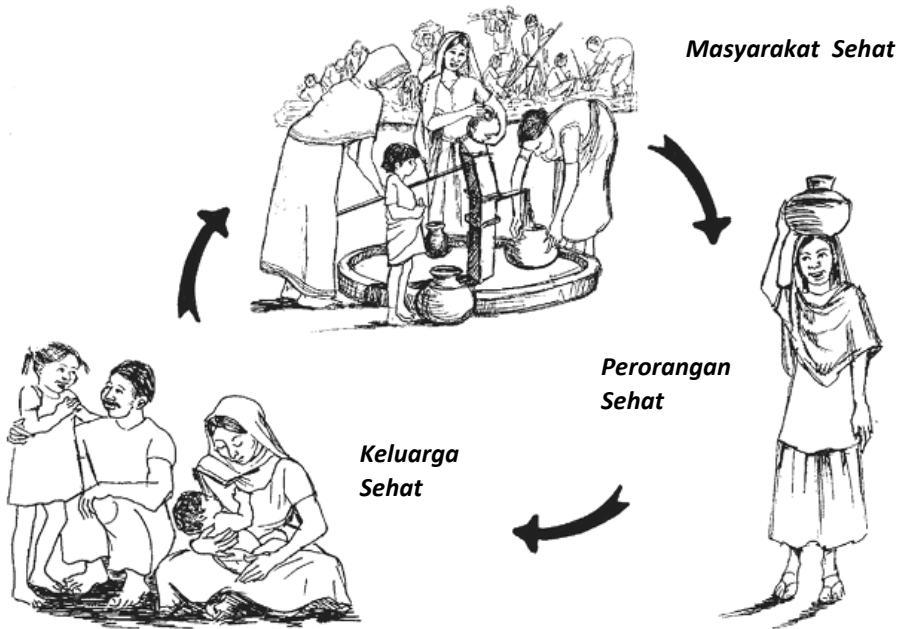 Masyarakat Sehat
Perorangan
Sehat
Keluarga
Sehat